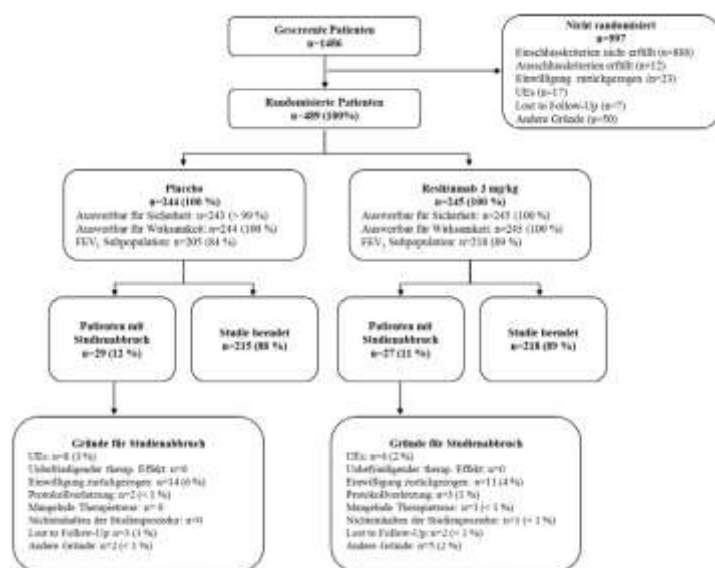 Gescreente Patienten
n=1486
Nicht randomisiert
n=997
Einschlusskriterien nicht erfüllt (n=888)
Ausschlusskriterien erfüllt (n=12)
Einwilligung zurückgezogen (n=23)
UEs (n=17)
Lost to Follow-Up (n=7)
Andere Gründe (n=50)
Randomisierte Patienten
n=489 (100%)
Placebo
n=244 (100 %)
Auswertbar für Sicherheit: n=243 (> 99 %)
Auswertbar für Wirksamkeit: n=244 (100 %)
FEV, Subpopulation: n=205 (84 %)
Reslizumab 3 mg/kg
n=245 (100 %)
Auswertbar für Sicherheit: n=245 (100 %)
Auswertbar für Wirksamkeit: n=245 (100 %)
FEV, Subpopulation: n=218 (89 %)
Patienten mit
Studienabbruch
n=29 (12 %)
Studie beendet
n=215 (88 %)
Patienten mit
Studienabbruch
n=27 (11 %)
Studie beendet
n=218 (89 %)
Gründe für Studienabbruch
UEs: n=8 (3 %)
Unbefriedigender therap. Effekt: n=0
Einwilligung zurückgezogen: n=14 (6 %)
Protokollverletzung: n=2 (< 1 %)
Mangelnde Therapietreue: n= 0
Nichteinhalten der Studienprozedur: n=0
Lost to Follow-Up n=3 (1 %)
Andere Gründe: n=2 (< 1 %)
Gründe für Studienabbruch
UEs: n=4 (2 %)
Unbefriedigender therap. Effekt: n=0
Einwilligung zurückgezogen: n=11 (4 %)
Protokollverletzung: n=3 (1 %)
Mangelnde Therapietreue: n=1 (< 1 %)
Nichteinhalten der Studienprozedur: n=1 (< 1 %)
Lost to Follow-Up: n=2 (< 1 %)
Andere Gründe: n=5 (2 %)